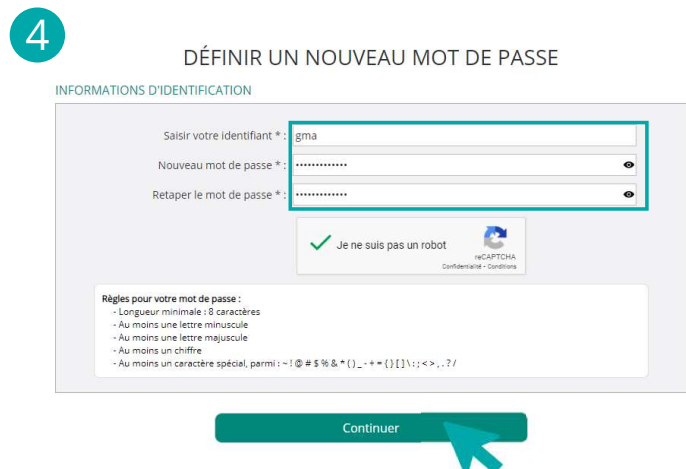 4
DÉFINIR UN NOUVEAU MOT DE PASSE
INFORMATIONS D'IDENTIFICATION
Saisir votre identifiant * : gma
Nouveau mot de passe * : •••••••••••••
Retaper le mot de passe * : •••••••••••••
Je ne suis pas un robot
reCAPTCHA
Confidentialité - Conditions
Règles pour votre mot de passe :
- Longueur minimale : 8 caractères
- Au moins une lettre minuscule
- Au moins une lettre majuscule
- Au moins un chiffre
- Au moins un caractère spécial, parmi : ~ ! @ # $ % & * ( ) _ - + = { } [ ] \ : ; < > , . ? /
Continuer